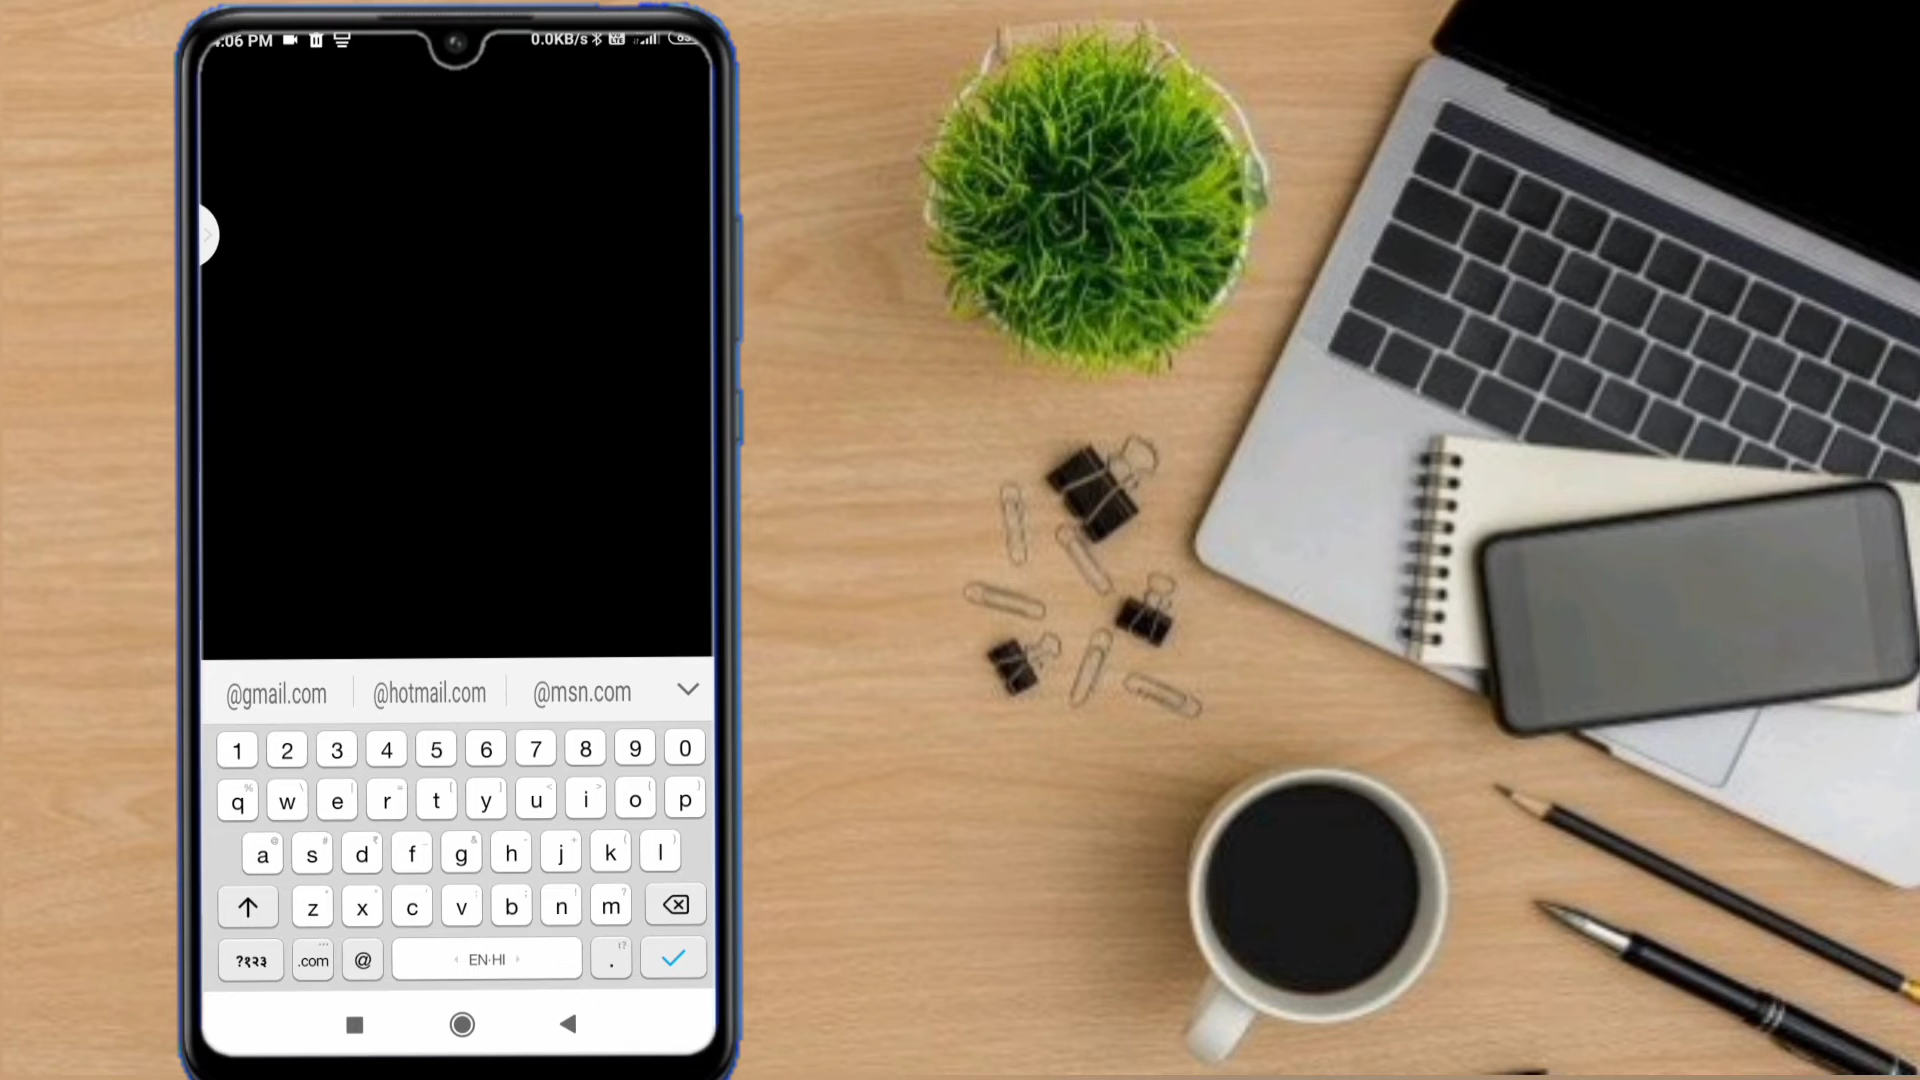 :06 PM 0.0KB/s
@gmail.com @hotmail.com @msn.com
1 2 3 4 5 6 7 8 9 0
q w e r t y u i o p
a s d f g h j k l
z x c v b n m
?१२३ .com @ EN·HI .